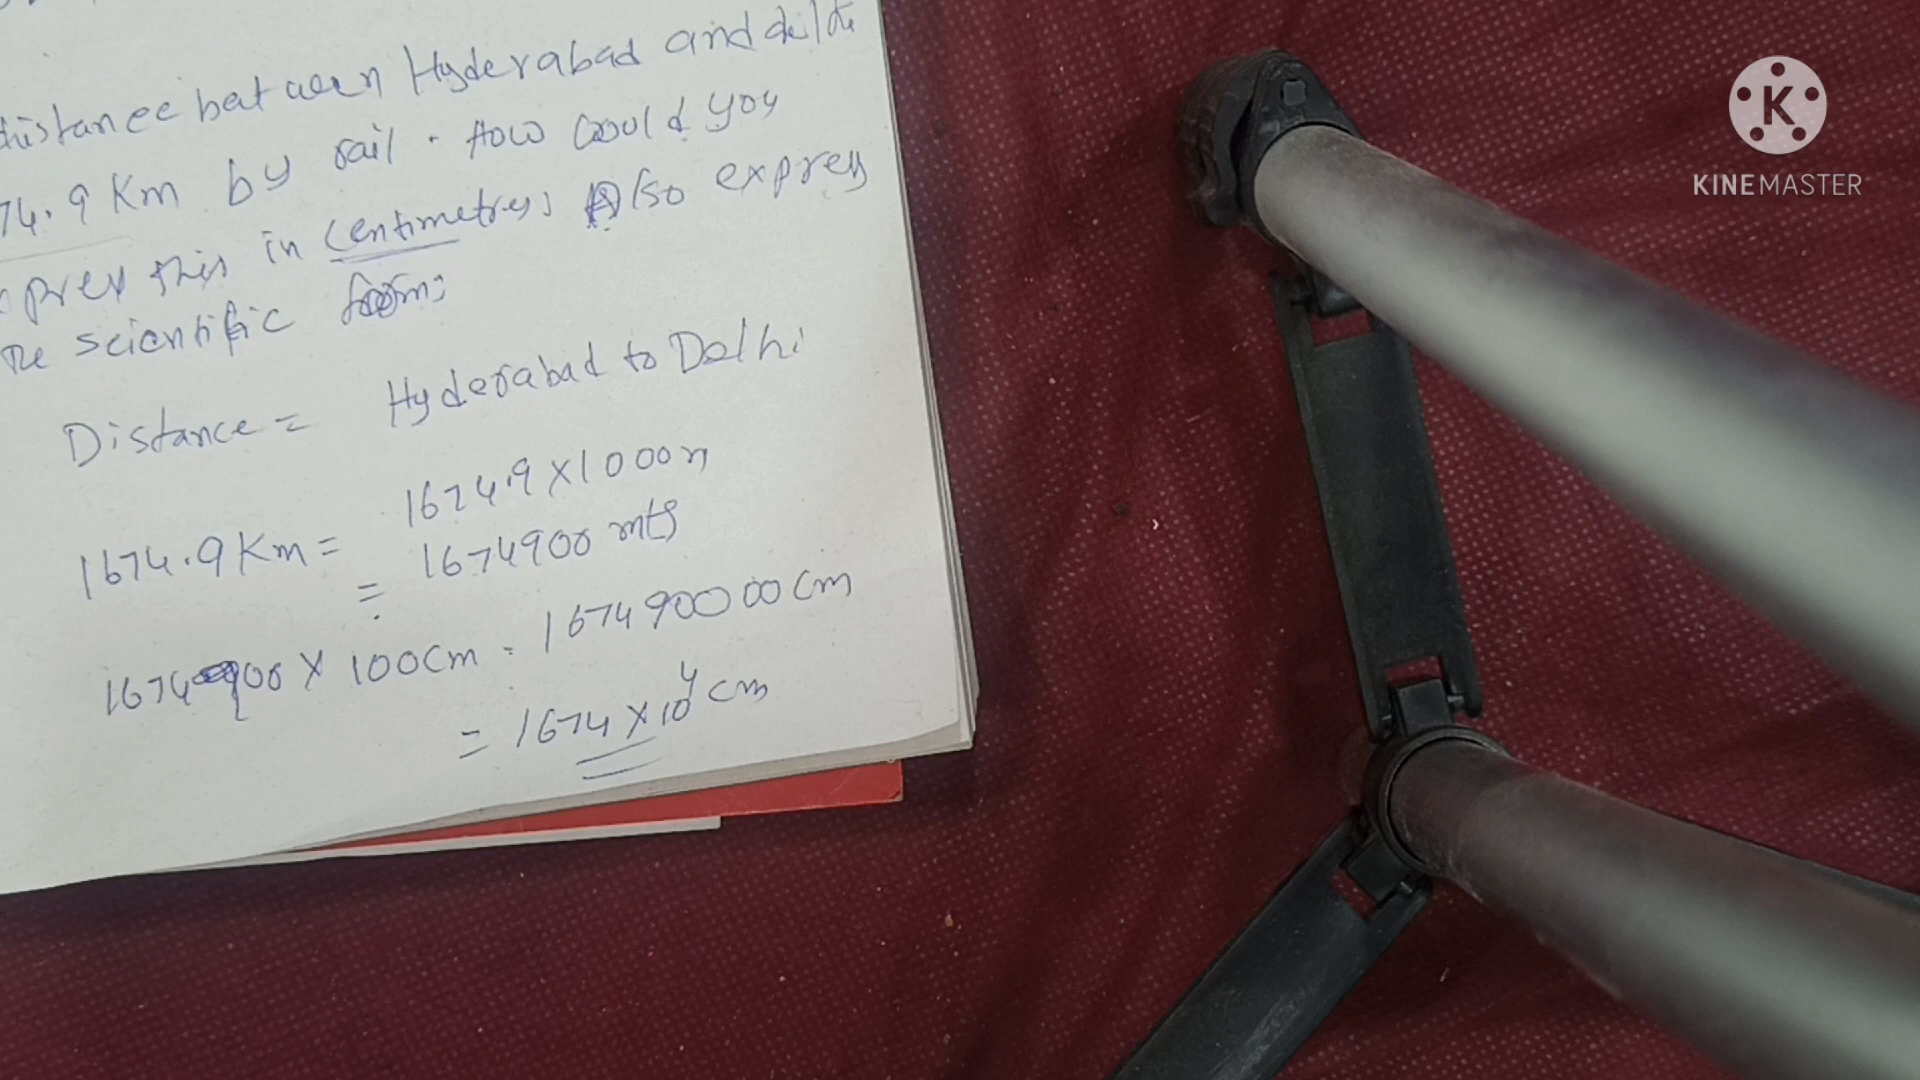 distance between Hyderabad and delhi
74.9 Km by rail. How could you
express this in centimetres, Also express
the scientific form:
Distance = Hyderabad to Delhi
1674.9 Km = 1674.9 X 1000 m
= 1674900 mts
1674900 X 100 cm = 167490000 cm
= 1674 X 10⁴ cm
KINEMASTER